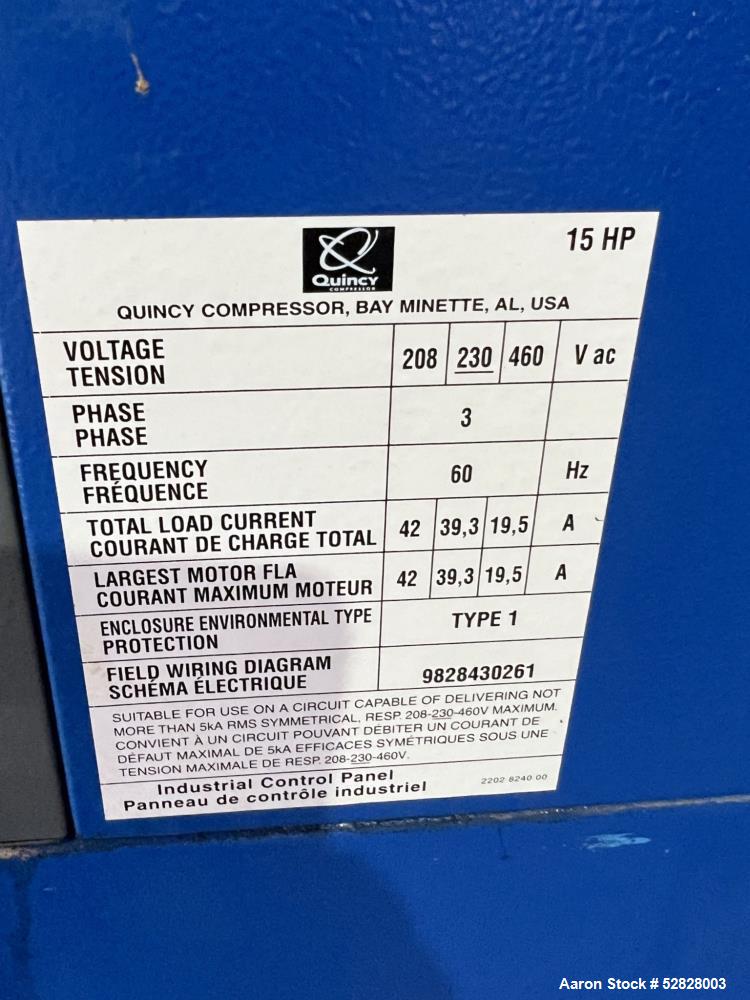 15 HP
Quincy
COMPRESSOR
QUINCY COMPRESSOR, BAY MINETTE, AL, USA
VOLTAGE
TENSION
208 230 460 V ac
PHASE
PHASE
3
FREQUENCY
FRÉQUENCE
60 Hz
TOTAL LOAD CURRENT
COURANT DE CHARGE TOTAL
42 39,3 19,5 A
LARGEST MOTOR FLA
COURANT MAXIMUM MOTEUR
42 39,3 19,5 A
ENCLOSURE ENVIRONMENTAL TYPE
PROTECTION
TYPE 1
FIELD WIRING DIAGRAM
SCHÉMA ÉLECTRIQUE
9828430261
SUITABLE FOR USE ON A CIRCUIT CAPABLE OF DELIVERING NOT
MORE THAN 5kA RMS SYMMETRICAL, RESP. 208-230-460V MAXIMUM.
CONVIENT À UN CIRCUIT POUVANT DÉBITER UN COURANT DE
DÉFAUT MAXIMAL DE 5kA EFFICACES SYMÉTRIQUES SOUS UNE
TENSION MAXIMALE DE RESP. 208-230-460V.
Industrial Control Panel
Panneau de contrôle industriel
2202 8240 00
Aaron Stock # 52828003